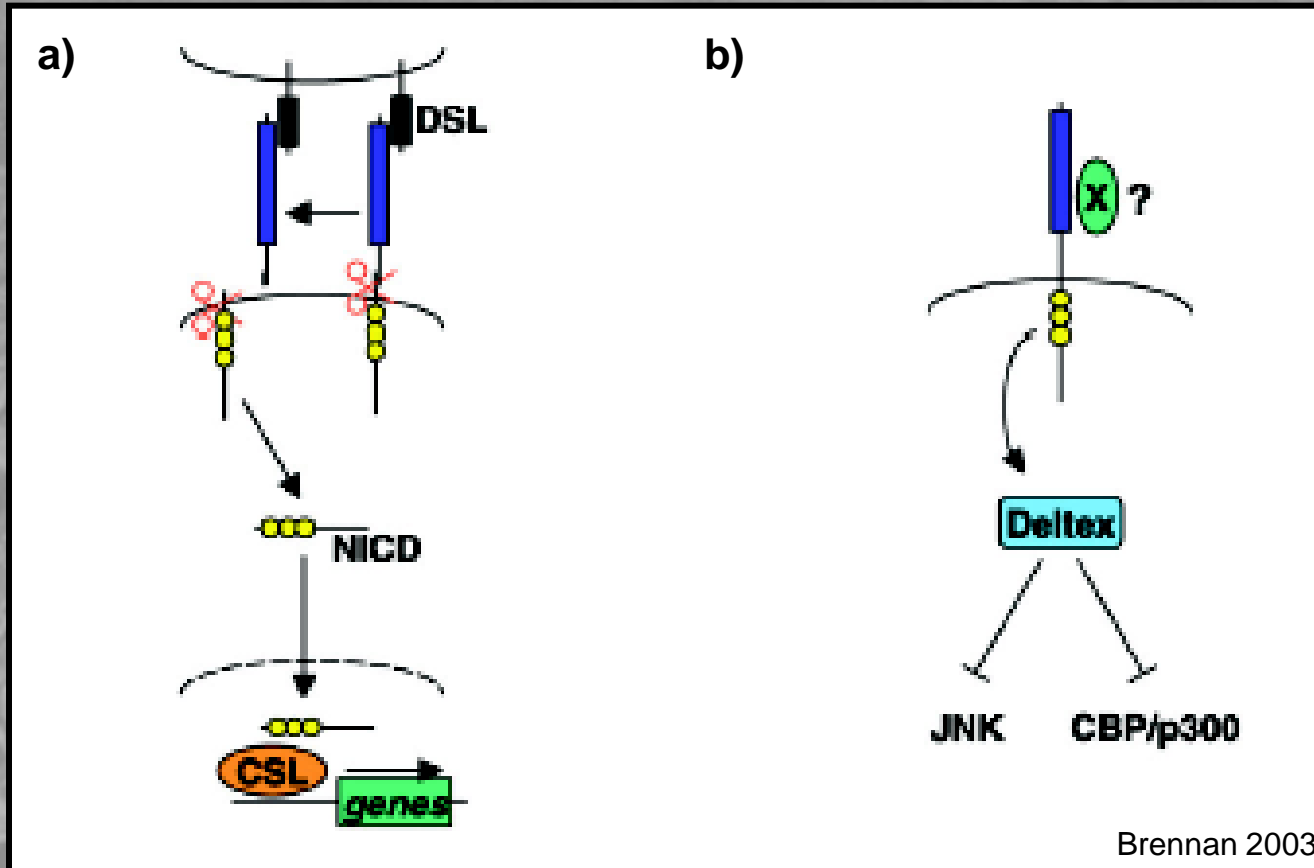 a)
b)
DSL
X ?
Deltex
NICD
JNK CBP/p300
CSL
genes
Brennan 2003